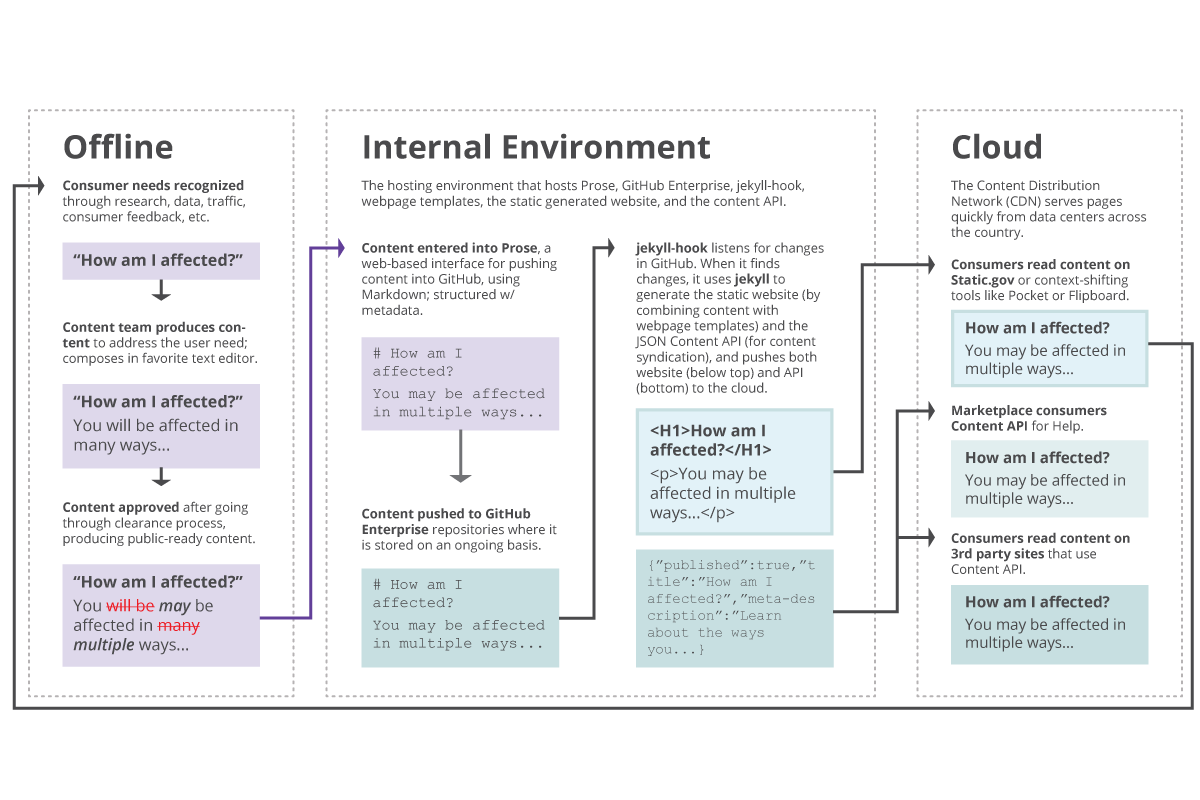 Offline
Consumer needs recognized
through research, data, traffic,
consumer feedback, etc.
“How am I affected?”
Content team produces con-
tent to address the user need;
composes in favorite text editor.
“How am I affected?”
You will be affected in
many ways...
Content approved after going
through clearance process,
producing public-ready content.
“How am I affected?”
You will be may be
affected in many
multiple ways...
Internal Environment
The hosting environment that hosts Prose, GitHub Enterprise, jekyll-hook,
webpage templates, the static generated website, and the content API.
Content entered into Prose, a
web-based interface for pushing
content into GitHub, using
Markdown; structured w/
metadata.
# How am I
affected?
You may be affected
in multiple ways...
Content pushed to GitHub
Enterprise repositories where it
is stored on an ongoing basis.
# How am I
affected?
You may be affected
in multiple ways...
jekyll-hook listens for changes
in GitHub. When it finds
changes, it uses jekyll to
generate the static website (by
combining content with
webpage templates) and the
JSON Content API (for content
syndication), and pushes both
website (below top) and API
(bottom) to the cloud.
<H1>How am I
affected?</H1>
<p>You may be
affected in multiple
ways...</p>
{”published”:true,”t
itle”:”How am I
affected?”,”meta-des
cription”:”Learn
about the ways
you...}
Cloud
The Content Distribution
Network (CDN) serves pages
quickly from data centers across
the country.
Consumers read content on
Static.gov or context-shifting
tools like Pocket or Flipboard.
How am I affected?
You may be affected in
multiple ways...
Marketplace consumers
Content API for Help.
How am I affected?
You may be affected in
multiple ways...
Consumers read content on
3rd party sites that use
Content API.
How am I affected?
You may be affected in
multiple ways...